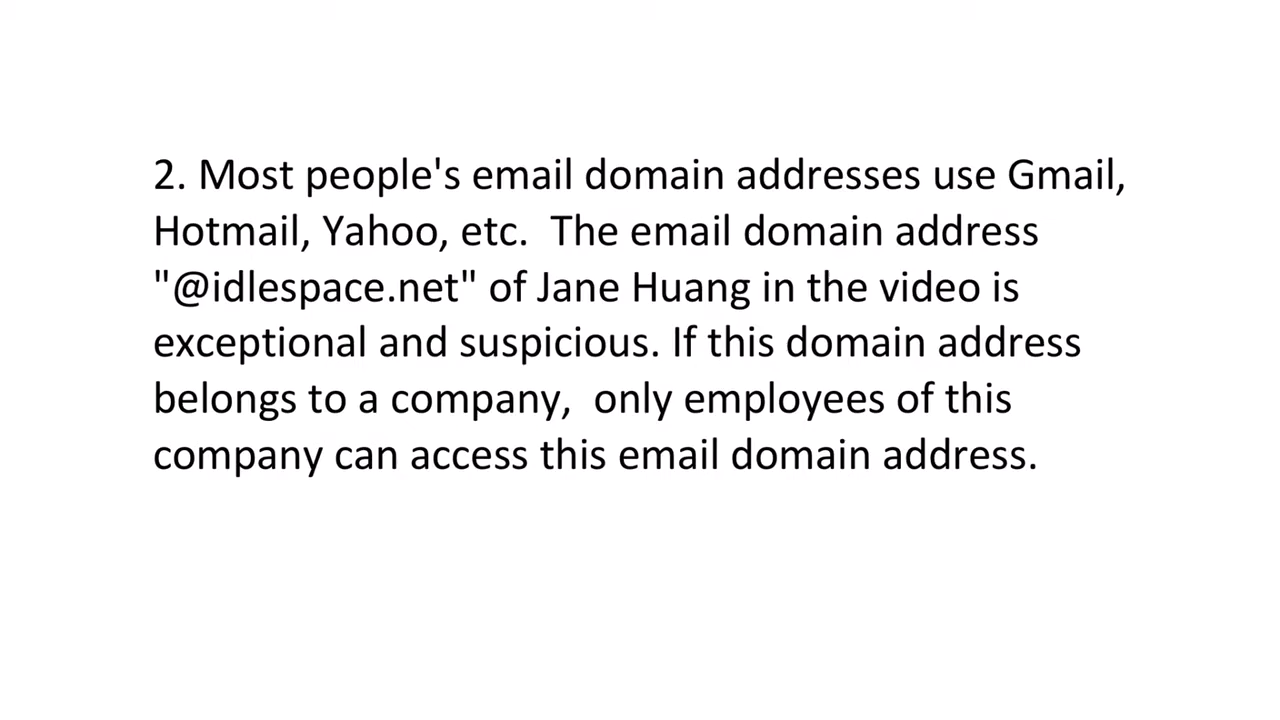 2. Most people's email domain addresses use Gmail,
Hotmail, Yahoo, etc.  The email domain address
"@idlespace.net" of Jane Huang in the video is
exceptional and suspicious. If this domain address
belongs to a company,  only employees of this
company can access this email domain address.